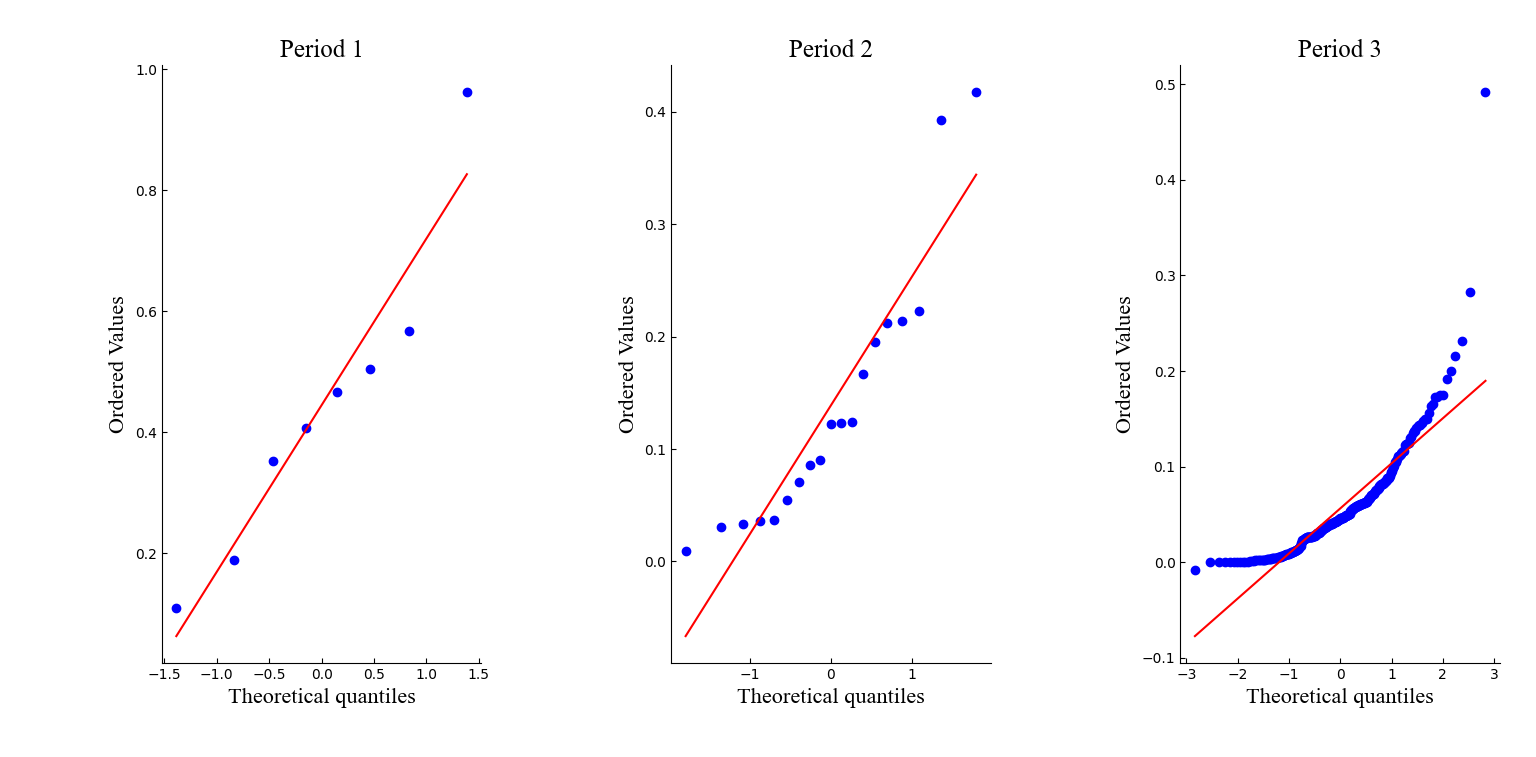 Period 1
1.0
0.8
0.6
0.4
0.2
Ordered Values
−1.5 −1.0 −0.5 0.0 0.5 1.0 1.5
Theoretical quantiles
Period 2
0.4
0.3
0.2
0.1
0.0
Ordered Values
−1 0 1
Theoretical quantiles
Period 3
0.5
0.4
0.3
0.2
0.1
0.0
−0.1
Ordered Values
−3 −2 −1 0 1 2 3
Theoretical quantiles